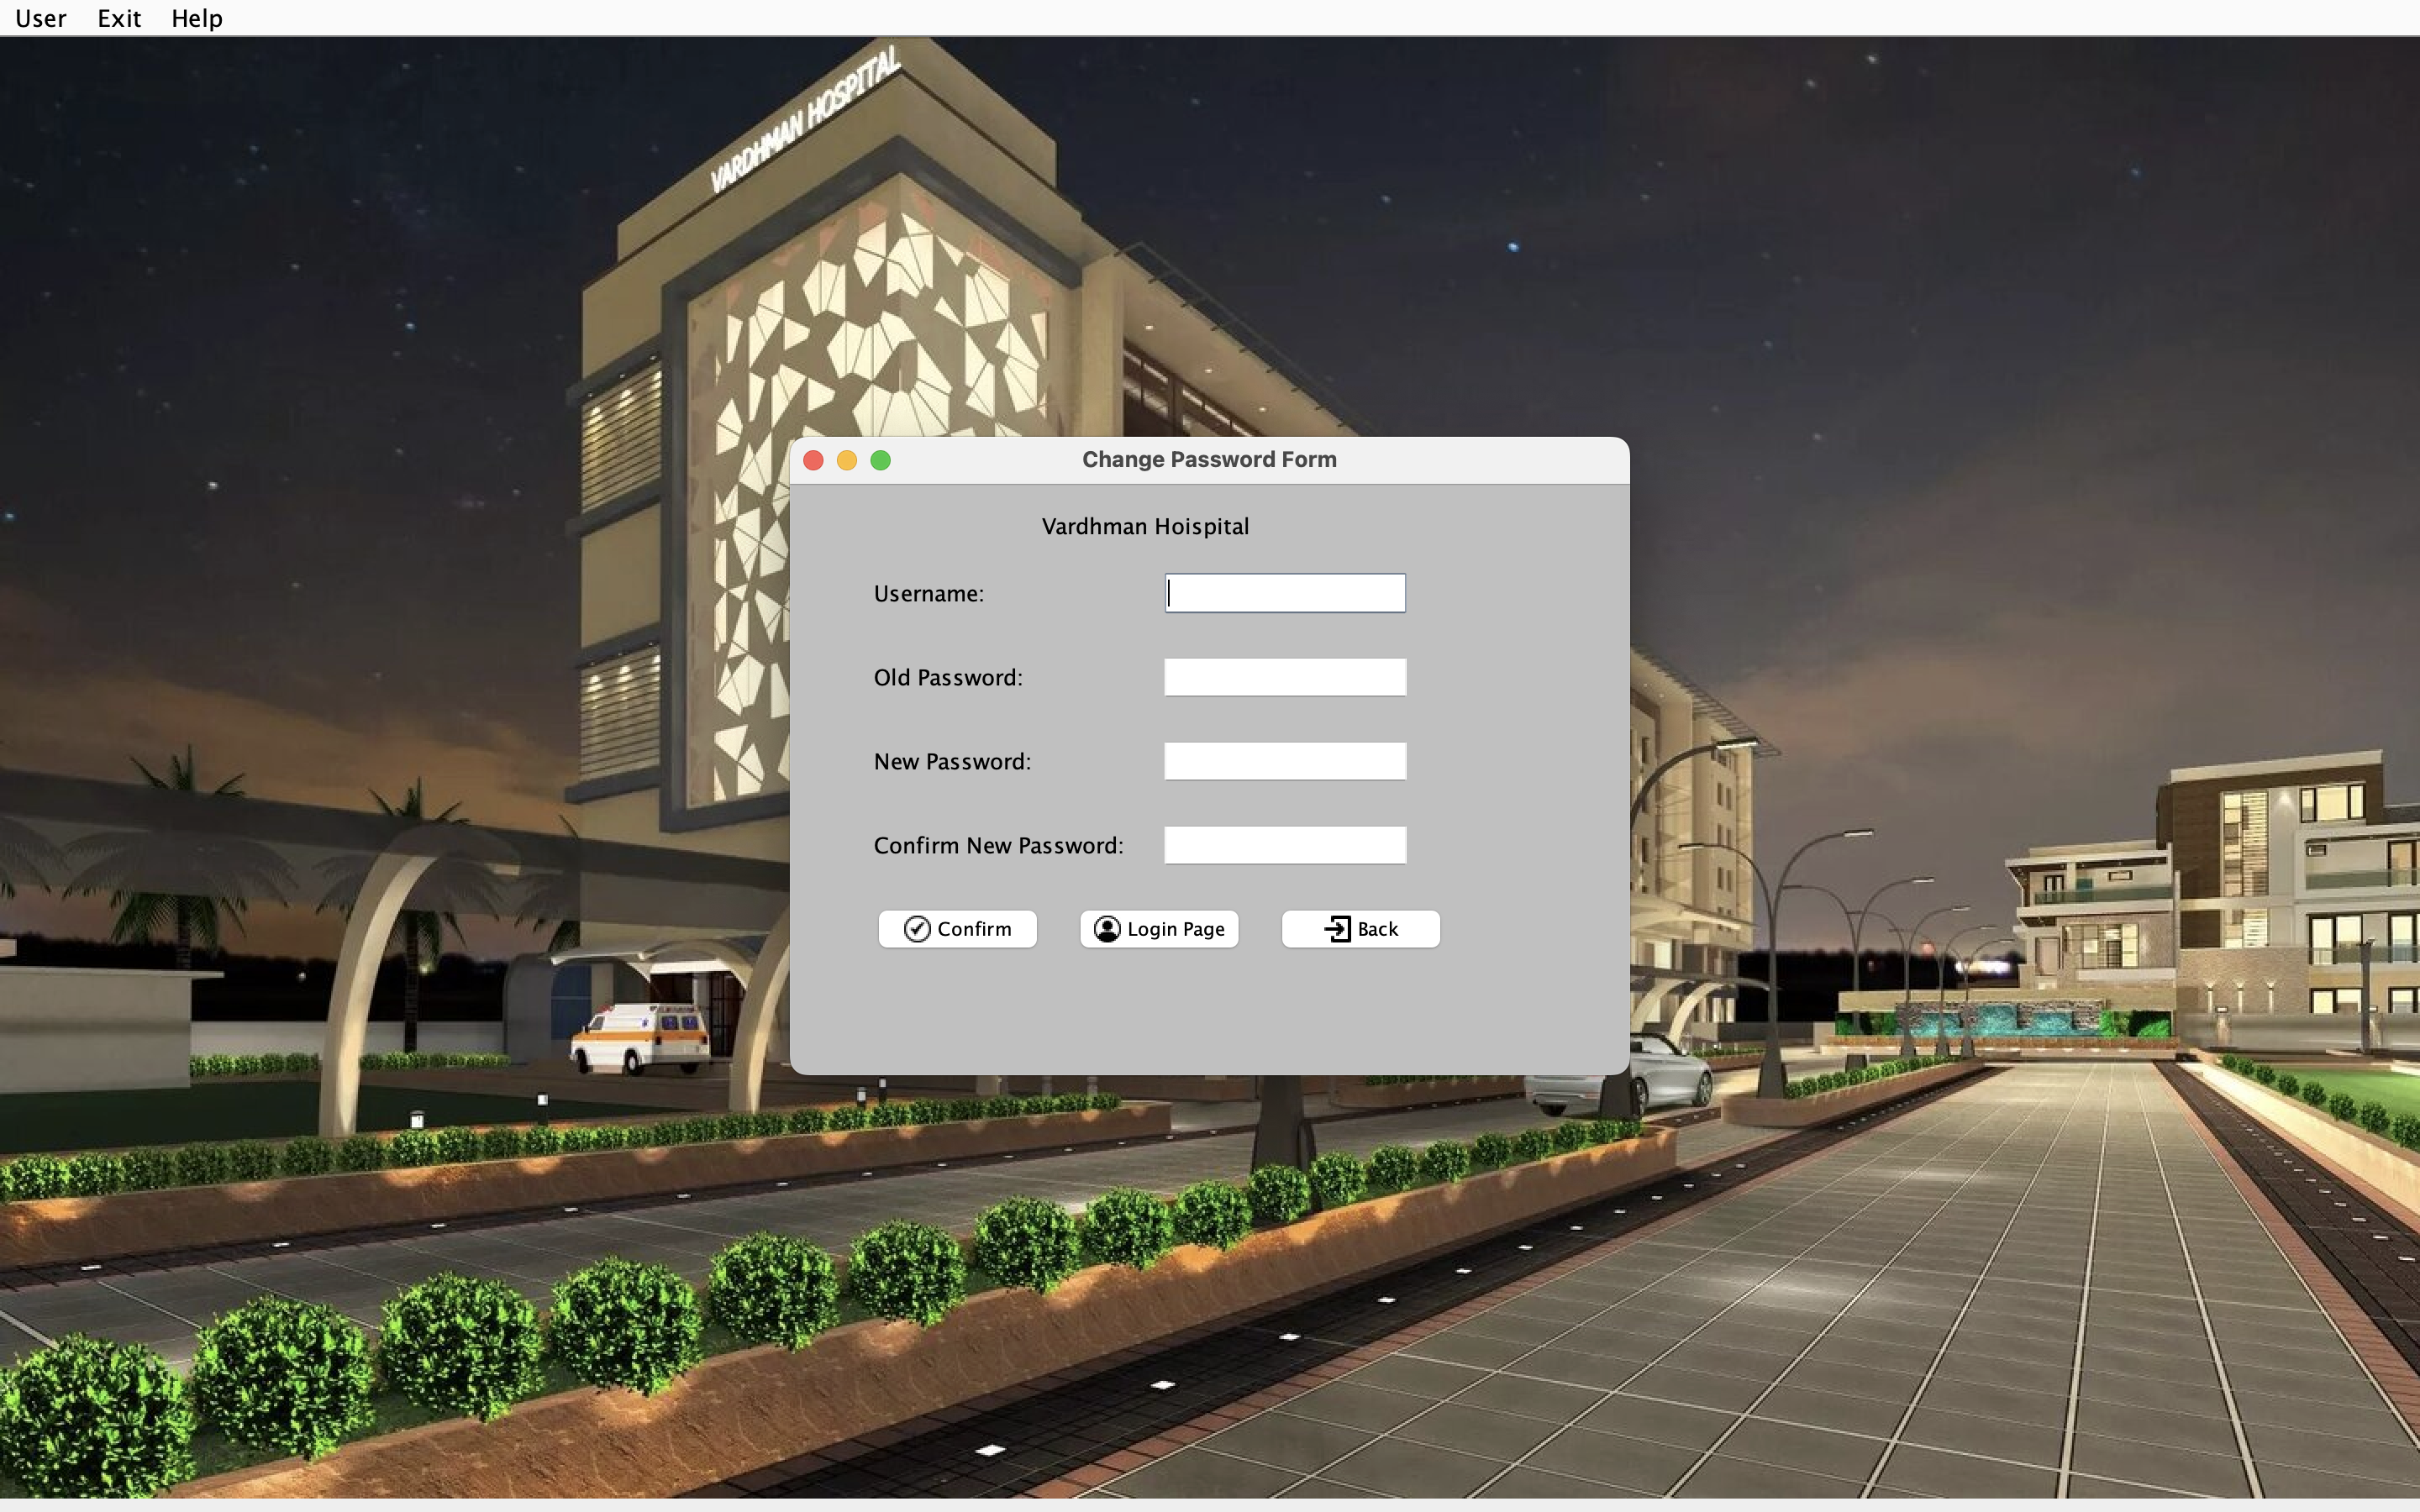 User Exit Help
VARDHMAN HOSPITAL
Change Password Form
Vardhman Hoispital
Username:
Old Password:
New Password:
Confirm New Password:
Confirm Login Page Back